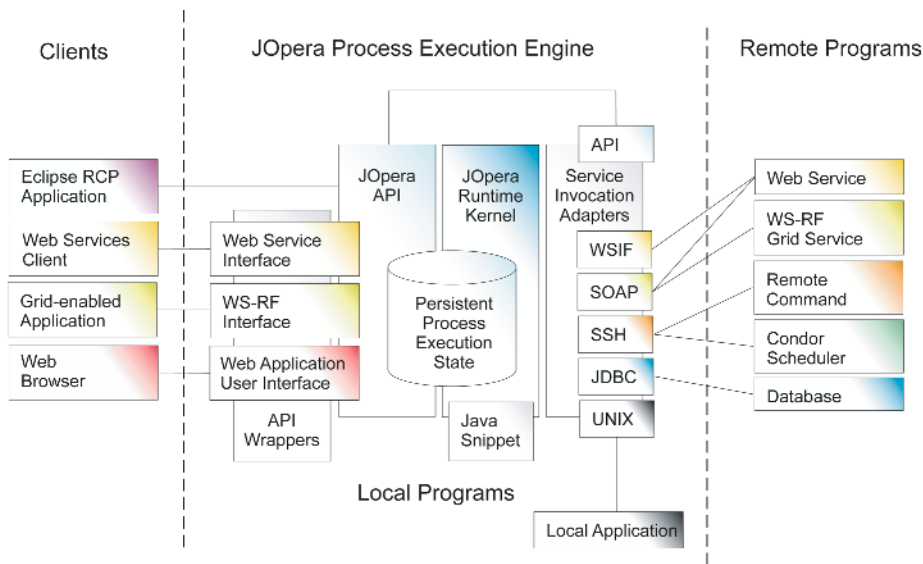 Clients
JOpera Process Execution Engine
Remote Programs
Eclipse RCP
Application
Web Services
Client
Grid-enabled
Application
Web
Browser
Web Service
Interface
WS-RF
Interface
Web Application
User Interface
API
Wrappers
JOpera
API
JOpera
Runtime
Kernel
Persistent
Process
Execution
State
Java
Snippet
API
Service
Invocation
Adapters
WSIF
SOAP
SSH
JDBC
UNIX
Web Service
WS-RF
Grid Service
Remote
Command
Condor
Scheduler
Database
Local Programs
Local Application